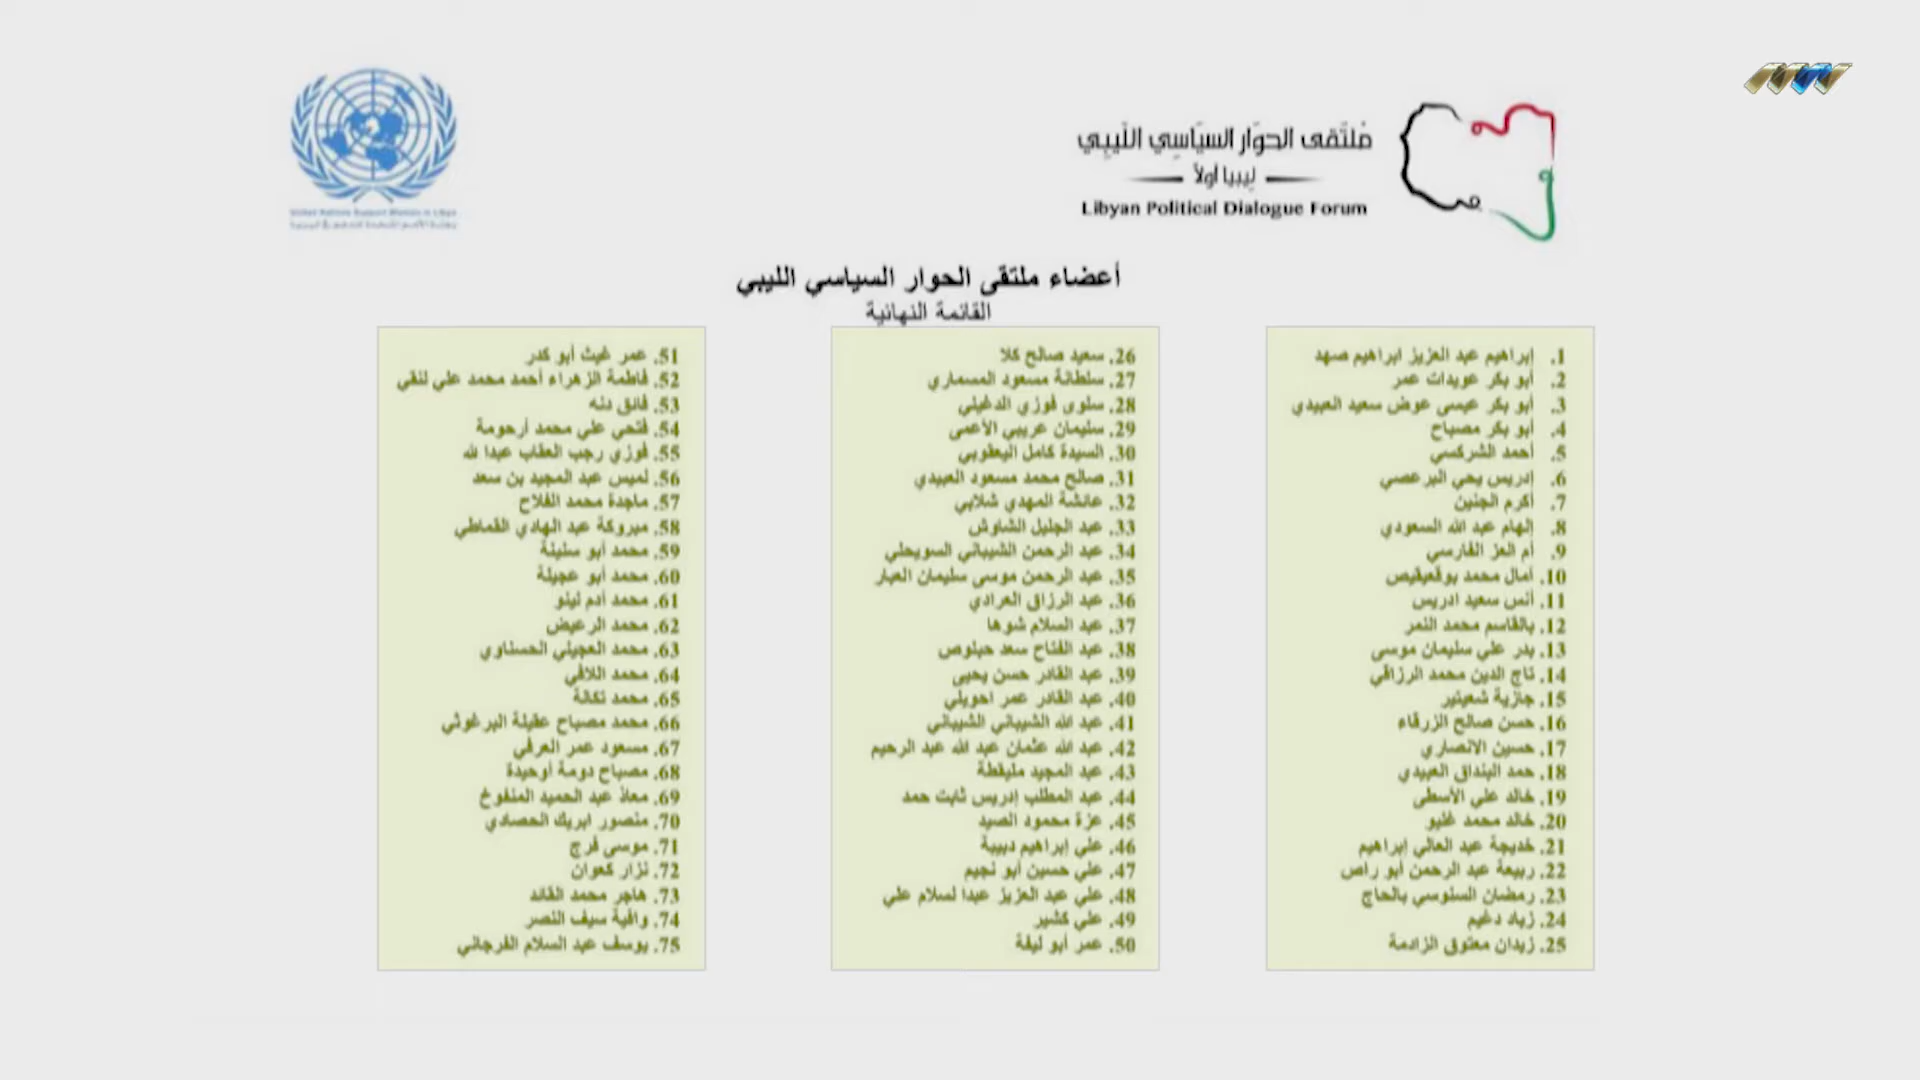 ملتقى الحوار السياسي الليبي
ليبيا أولاً
Libyan Political Dialogue Forum
أعضاء ملتقى الحوار السياسي الليبي
القائمة النهائية
1. إبراهيم عبد العزيز ابراهيم صهد
2. أبو بكر عويدات عمر
3. أبو بكر عيسى عوض سعيد العبيدي
4. أبو بكر مصباح
5. أحمد الشركسي
6. إدريس يحي البرعصي
7. أكرم الجنين
8. إلهام عبد الله السعودي
9. أم العز الفارسي
10. آمال محمد بوقعيقيص
11. أنس سعيد ادريس
12. بالقاسم محمد النمر
13. بدر علي سليمان موسى
14. تاج الدين محمد الرزاقي
15. جازية شعيتير
16. حسن صالح الزرقاء
17. حسين الانصاري
18. حمد البنداق العبيدي
19. خالد علي الأسطى
20. خالد محمد غليو
21. خديجة عبد العالي إبراهيم
22. ربيعة عبد الرحمن أبو راص
23. رمضان السنوسي بالحاج
24. زياد دغيم
25. زيدان معتوق الزادمة
26. سعيد صالح كلا
27. سلطانة مسعود المسماري
28. سلوى فوزي الدغيلي
29. سليمان عريبي الأعمى
30. السيدة كامل اليعقوبي
31. صالح محمد مسعود العبيدي
32. عائشة المهدي شلابي
33. عبد الجليل الشاوش
34. عبد الرحمن الشيباني السويحلي
35. عبد الرحمن موسى سليمان العبار
36. عبد الرزاق العرادي
37. عبد السلام شوها
38. عبد الفتاح سعد حبلوص
39. عبد القادر حسن يحيى
40. عبد القادر عمر احويلي
41. عبد الله الشيباني الشيباني
42. عبد الله عثمان عبد الله عبد الرحيم
43. عبد المجيد مليقطة
44. عبد المطلب إدريس ثابت حمد
45. عزة محمود الصيد
46. علي إبراهيم دبيبة
47. علي حسين أبو نجيم
48. علي عبد العزيز عبدا لسلام علي
49. علي كشير
50. عمر أبو ليفة
51. عمر غيث أبو كدر
52. فاطمة الزهراء أحمد محمد علي لنقي
53. فائق دنه
54. فتحي علي محمد أرحومة
55. فوزي رجب العقاب عبدا لله
56. لميس عبد المجيد بن سعد
57. ماجدة محمد الفلاح
58. مبروكة عبد الهادي القماطي
59. محمد أبو سنينة
60. محمد أبو عجيلة
61. محمد أدم لينو
62. محمد الرعيض
63. محمد العجيلي الحسناوي
64. محمد اللافي
65. محمد تكالة
66. محمد مصباح عقيلة البرغوثي
67. مسعود عمر العرفي
68. مصباح دومة أوحيدة
69. معاذ عبد الحميد المنفوخ
70. منصور ابريك الحصادي
71. موسى فرج
72. نزار كعوان
73. هاجر محمد القائد
74. وافية سيف النصر
75. يوسف عبد السلام الفرجاني